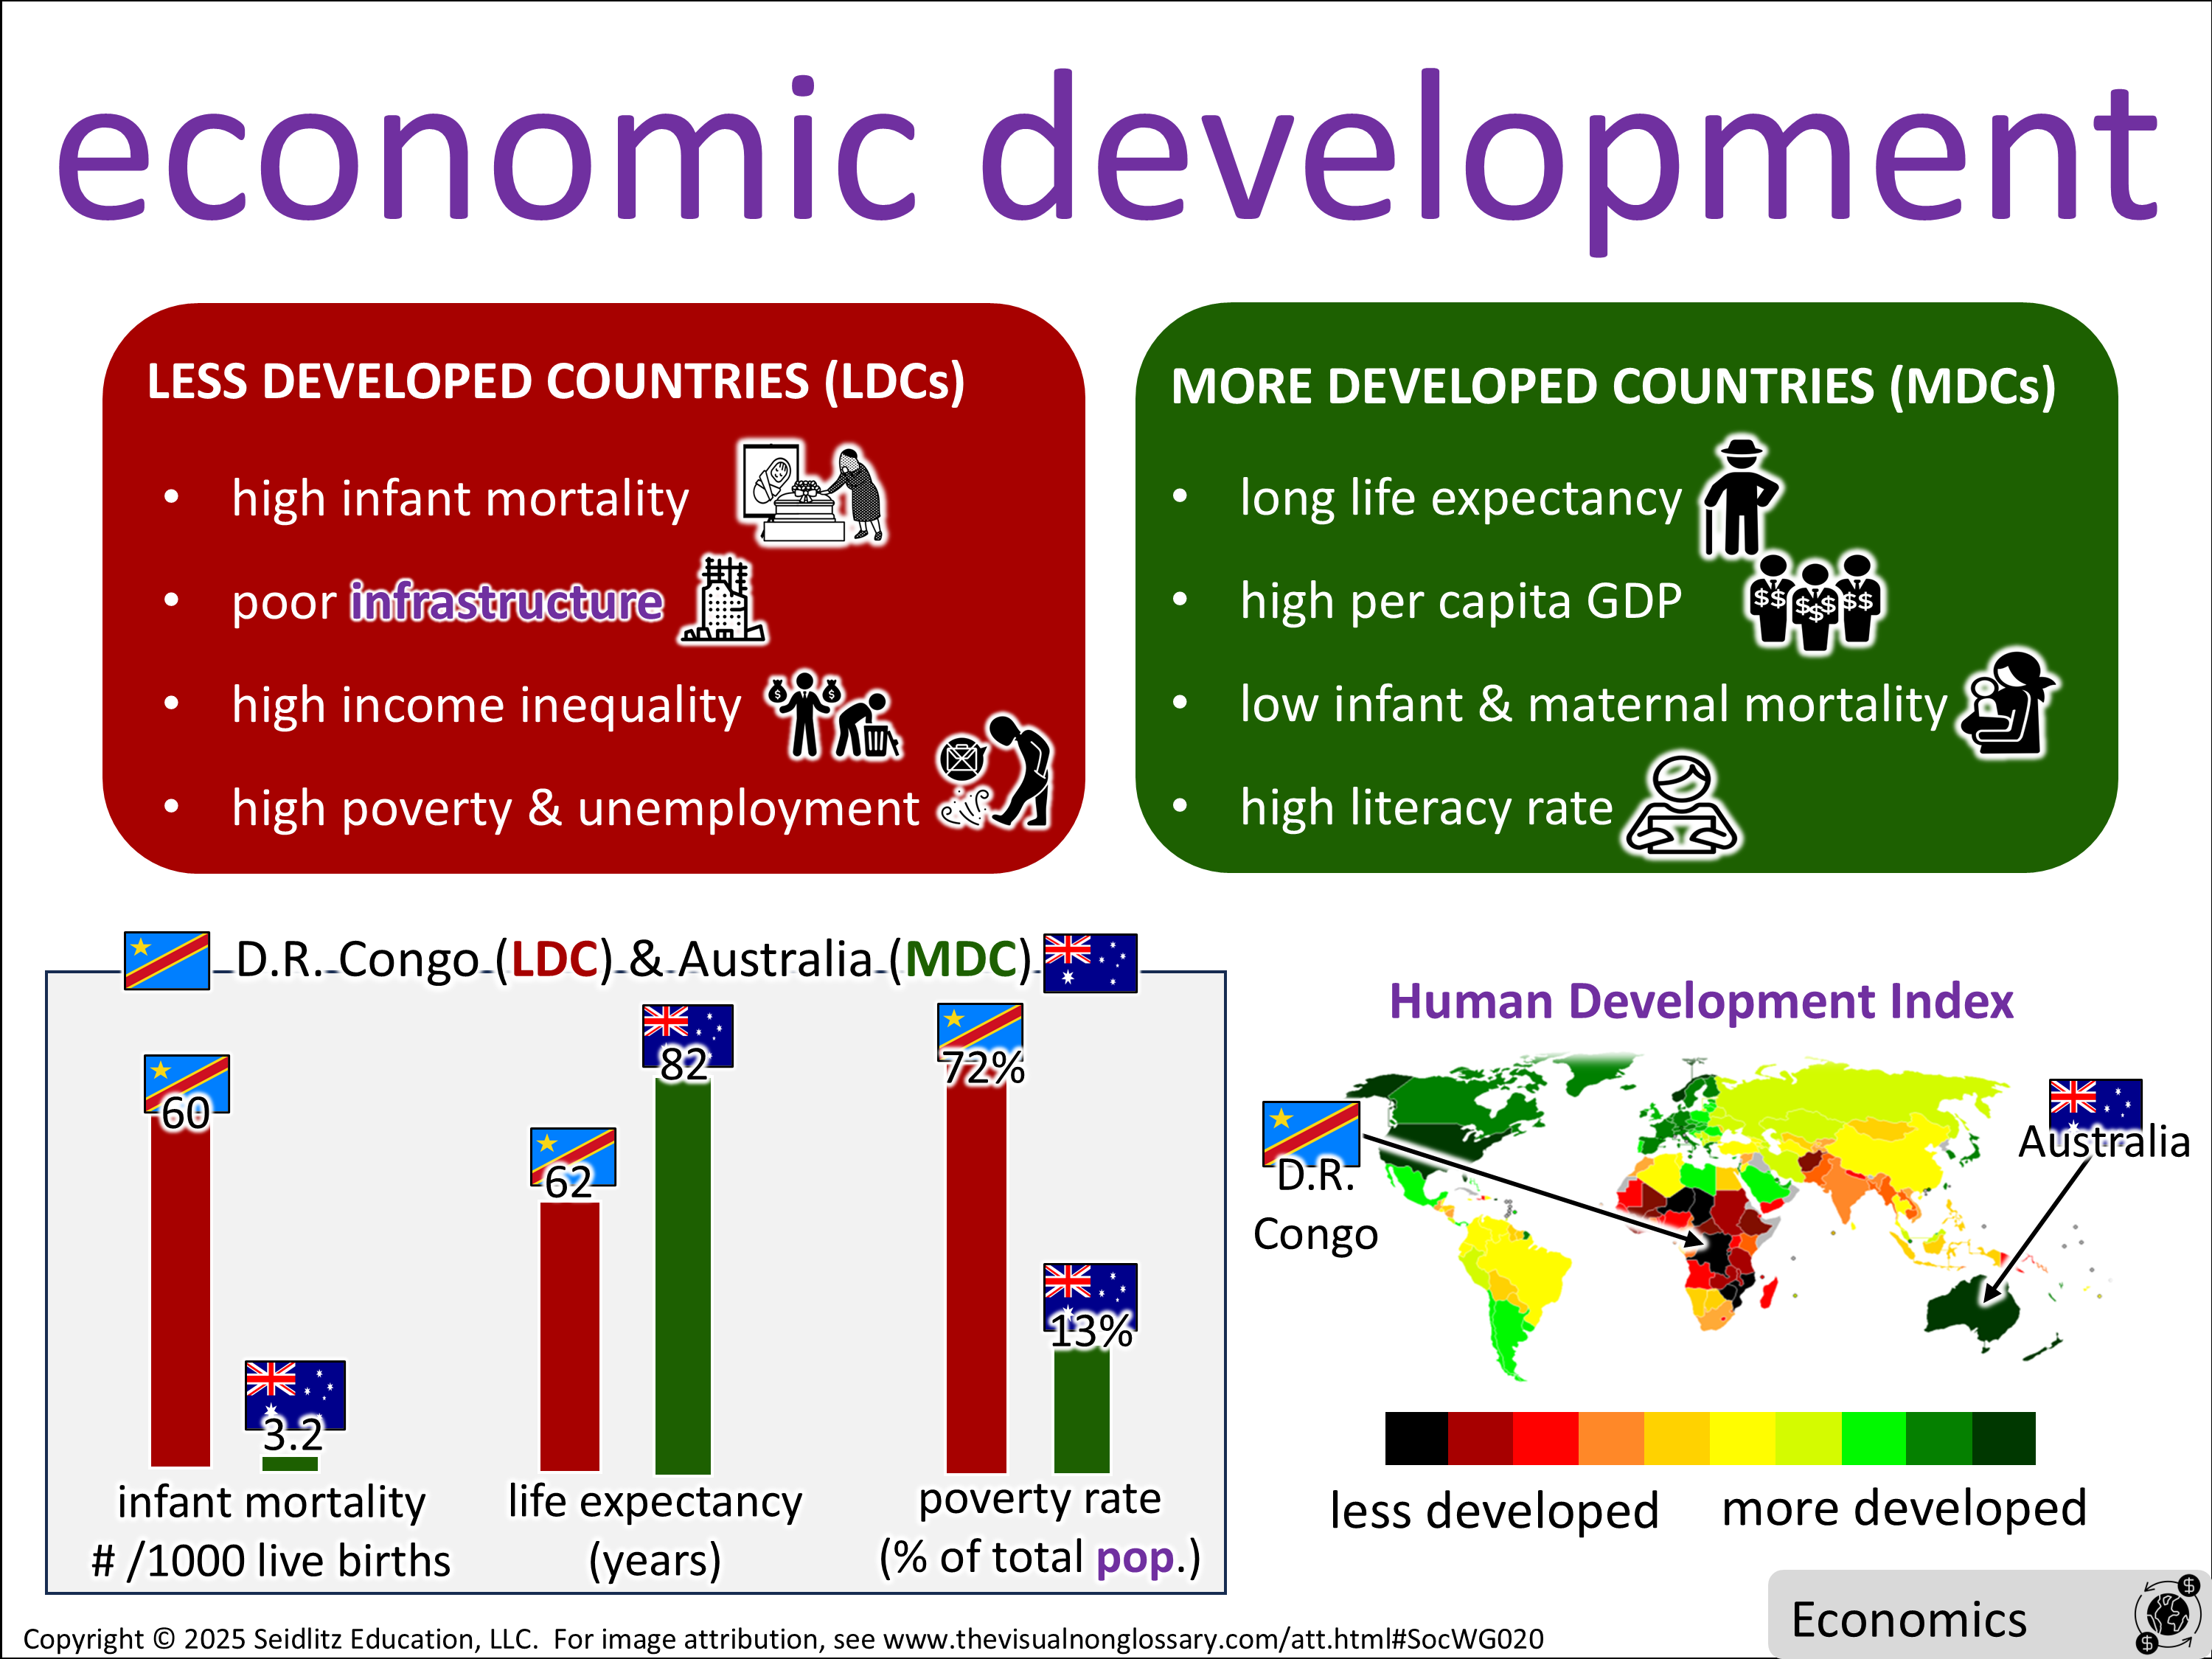 economic development
LESS DEVELOPED COUNTRIES (LDCs)
• high infant mortality
• poor infrastructure
• high income inequality
• high poverty & unemployment
MORE DEVELOPED COUNTRIES (MDCs)
• long life expectancy
• high per capita GDP
$$ $$$ $$
• low infant & maternal mortality
• high literacy rate
$ $
D.R. Congo (LDC) & Australia (MDC)
60
3.2
infant mortality
# /1000 live births
62
82
life expectancy
(years)
72%
13%
poverty rate
(% of total pop.)
Human Development Index
D.R.
Congo
Australia
less developed
more developed
Economics
$
$
Copyright © 2025 Seidlitz Education, LLC.  For image attribution, see www.thevisualnonglossary.com/att.html#SocWG020